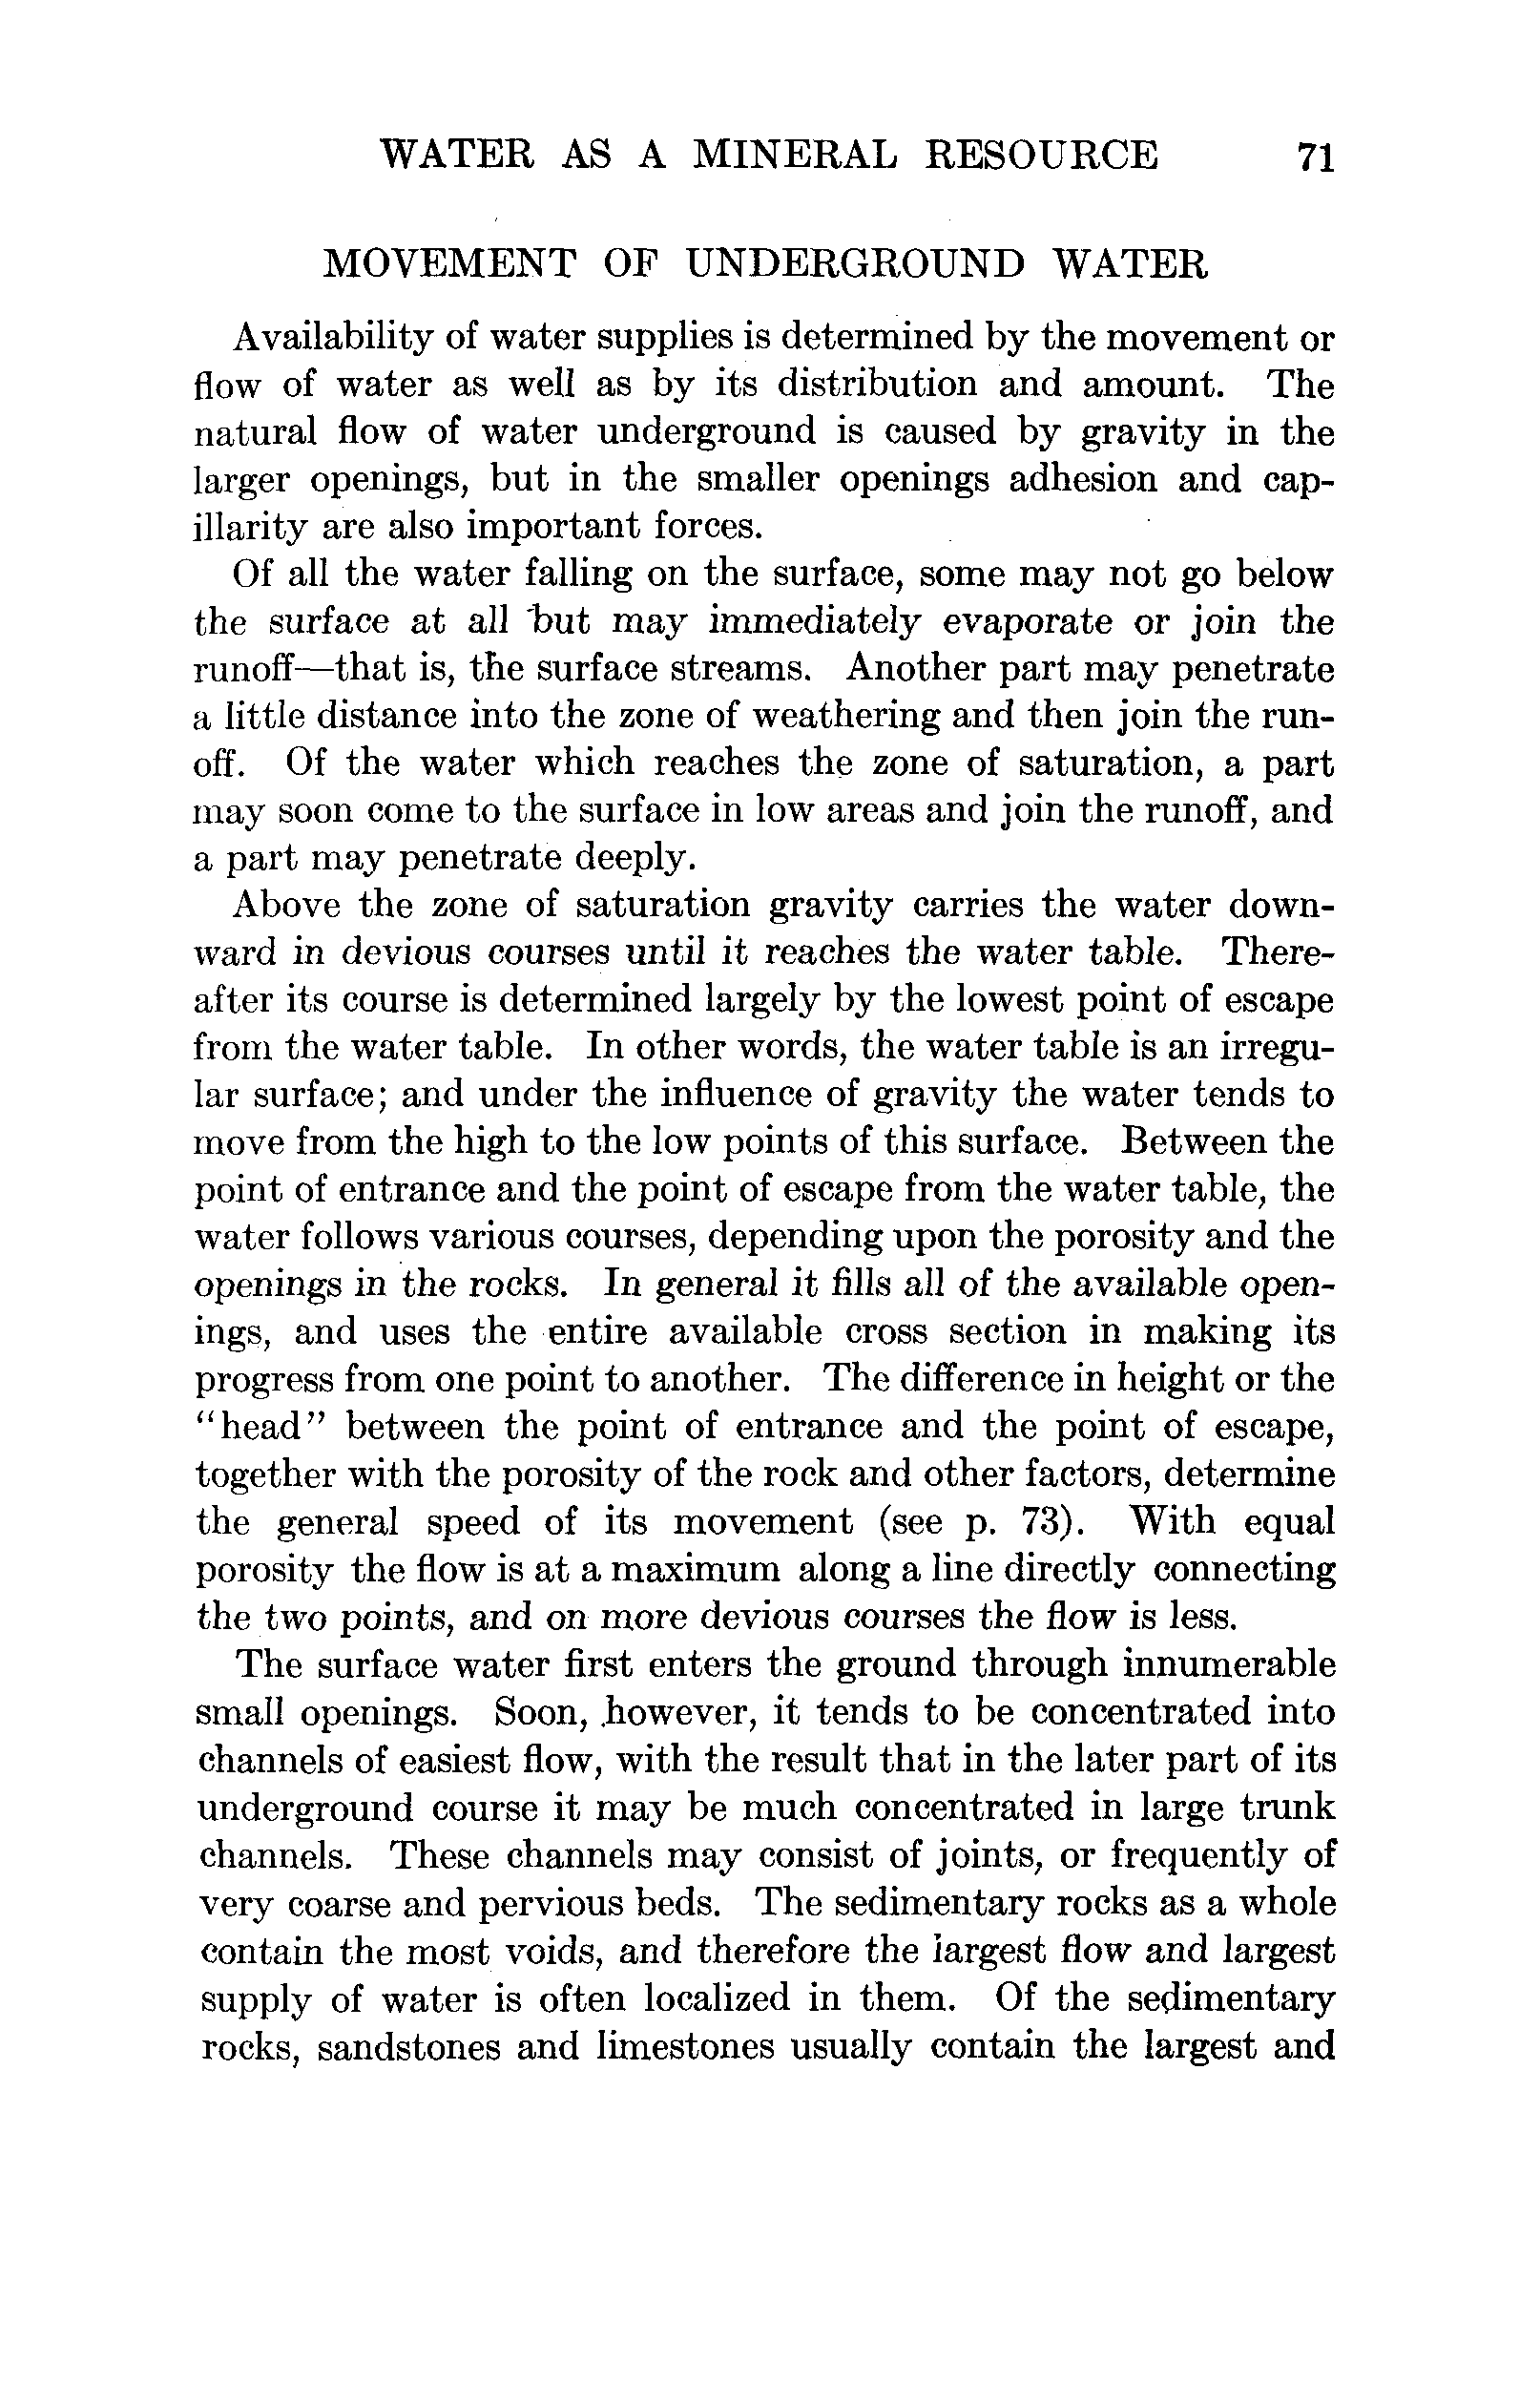 WATER AS A MINERAL RESOURCE 71
MOVEMENT OF UNDERGROUND WATER
Availability of water supplies is determined by the movement or
flow of water as well as by its distribution and amount. The
natural flow of water underground is caused by gravity in the
larger openings, but in the smaller openings adhesion and cap-
illarity are also important forces.
Of all the water falling on the surface, some may not go below
the surface at all but may immediately evaporate or join the
runoff—that is, the surface streams. Another part may penetrate
a little distance into the zone of weathering and then join the run-
off. Of the water which reaches the zone of saturation, a part
may soon come to the surface in low areas and join the runoff, and
a part may penetrate deeply.
Above the zone of saturation gravity carries the water down-
ward in devious courses until it reaches the water table. There-
after its course is determined largely by the lowest point of escape
from the water table. In other words, the water table is an irregu-
lar surface; and under the influence of gravity the water tends to
move from the high to the low points of this surface. Between the
point of entrance and the point of escape from the water table, the
water follows various courses, depending upon the porosity and the
openings in the rocks. In general it fills all of the available open-
ings, and uses the entire available cross section in making its
progress from one point to another. The difference in height or the
“head” between the point of entrance and the point of escape,
together with the porosity of the rock and other factors, determine
the general speed of its movement (see p. 73). With equal
porosity the flow is at a maximum along a line directly connecting
the two points, and on more devious courses the flow is less.
The surface water first enters the ground through innumerable
small openings. Soon, however, it tends to be concentrated into
channels of easiest flow, with the result that in the later part of its
underground course it may be much concentrated in large trunk
channels. These channels may consist of joints, or frequently of
very coarse and pervious beds. The sedimentary rocks as a whole
contain the most voids, and therefore the largest flow and largest
supply of water is often localized in them. Of the sedimentary
rocks, sandstones and limestones usually contain the largest and